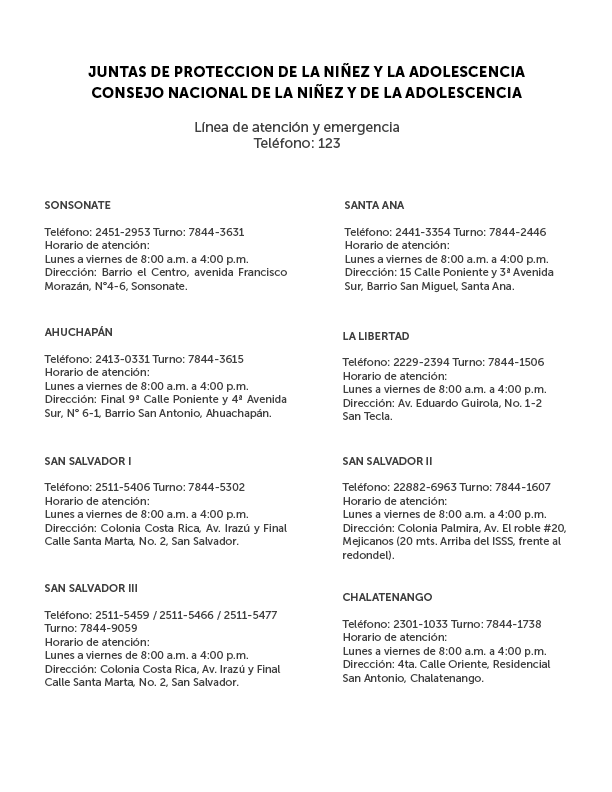 JUNTAS DE PROTECCION DE LA NIÑEZ Y LA ADOLESCENCIA
CONSEJO NACIONAL DE LA NIÑEZ Y DE LA ADOLESCENCIA
Línea de atención y emergencia
Teléfono: 123
SONSONATE
Teléfono: 2451-2953 Turno: 7844-3631
Horario de atención:
Lunes a viernes de 8:00 a.m. a 4:00 p.m.
Dirección: Barrio el Centro, avenida Francisco
Morazán, N°4-6, Sonsonate.
SANTA ANA
Teléfono: 2441-3354 Turno: 7844-2446
Horario de atención:
Lunes a viernes de 8:00 a.m. a 4:00 p.m.
Dirección: 15 Calle Poniente y 3ª Avenida
Sur, Barrio San Miguel, Santa Ana.
AHUCHAPÁN
Teléfono: 2413-0331 Turno: 7844-3615
Horario de atención:
Lunes a viernes de 8:00 a.m. a 4:00 p.m.
Dirección: Final 9ª Calle Poniente y 4ª Avenida
Sur, N° 6-1, Barrio San Antonio, Ahuachapán.
LA LIBERTAD
Teléfono: 2229-2394 Turno: 7844-1506
Horario de atención:
Lunes a viernes de 8:00 a.m. a 4:00 p.m.
Dirección: Av. Eduardo Guirola, No. 1-2
San Tecla.
SAN SALVADOR I
Teléfono: 2511-5406 Turno: 7844-5302
Horario de atención:
Lunes a viernes de 8:00 a.m. a 4:00 p.m.
Dirección: Colonia Costa Rica, Av. Irazú y Final
Calle Santa Marta, No. 2, San Salvador.
SAN SALVADOR II
Teléfono: 22882-6963 Turno: 7844-1607
Horario de atención:
Lunes a viernes de 8:00 a.m. a 4:00 p.m.
Dirección: Colonia Palmira, Av. El roble #20,
Mejicanos (20 mts. Arriba del ISSS, frente al
redondel).
SAN SALVADOR III
Teléfono: 2511-5459 / 2511-5466 / 2511-5477
Turno: 7844-9059
Horario de atención:
Lunes a viernes de 8:00 a.m. a 4:00 p.m.
Dirección: Colonia Costa Rica, Av. Irazú y Final
Calle Santa Marta, No. 2, San Salvador.
CHALATENANGO
Teléfono: 2301-1033 Turno: 7844-1738
Horario de atención:
Lunes a viernes de 8:00 a.m. a 4:00 p.m.
Dirección: 4ta. Calle Oriente, Residencial
San Antonio, Chalatenango.